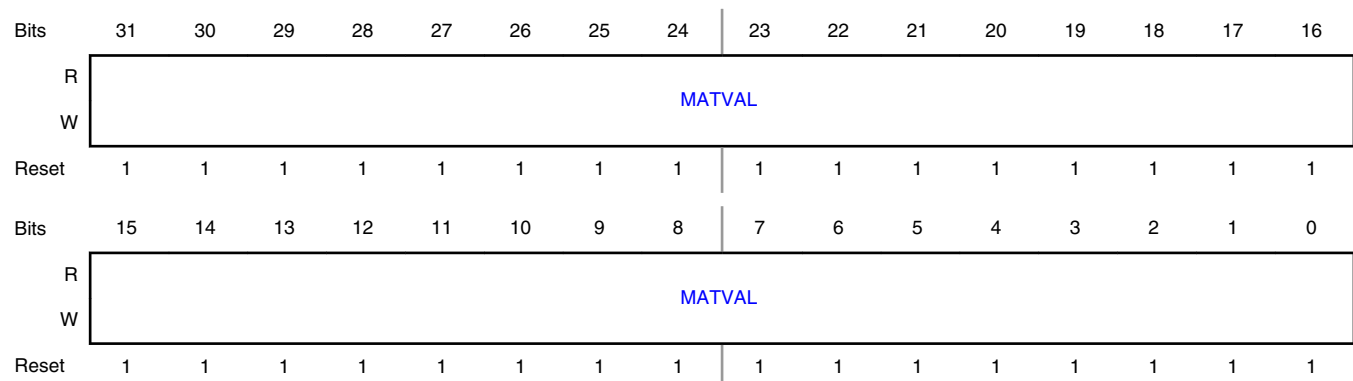 Bits 31 30 29 28 27 26 25 24 23 22 21 20 19 18 17 16
R
MATVAL
W
Reset 1 1 1 1 1 1 1 1 1 1 1 1 1 1 1 1
Bits 15 14 13 12 11 10 9 8 7 6 5 4 3 2 1 0
R
MATVAL
W
Reset 1 1 1 1 1 1 1 1 1 1 1 1 1 1 1 1